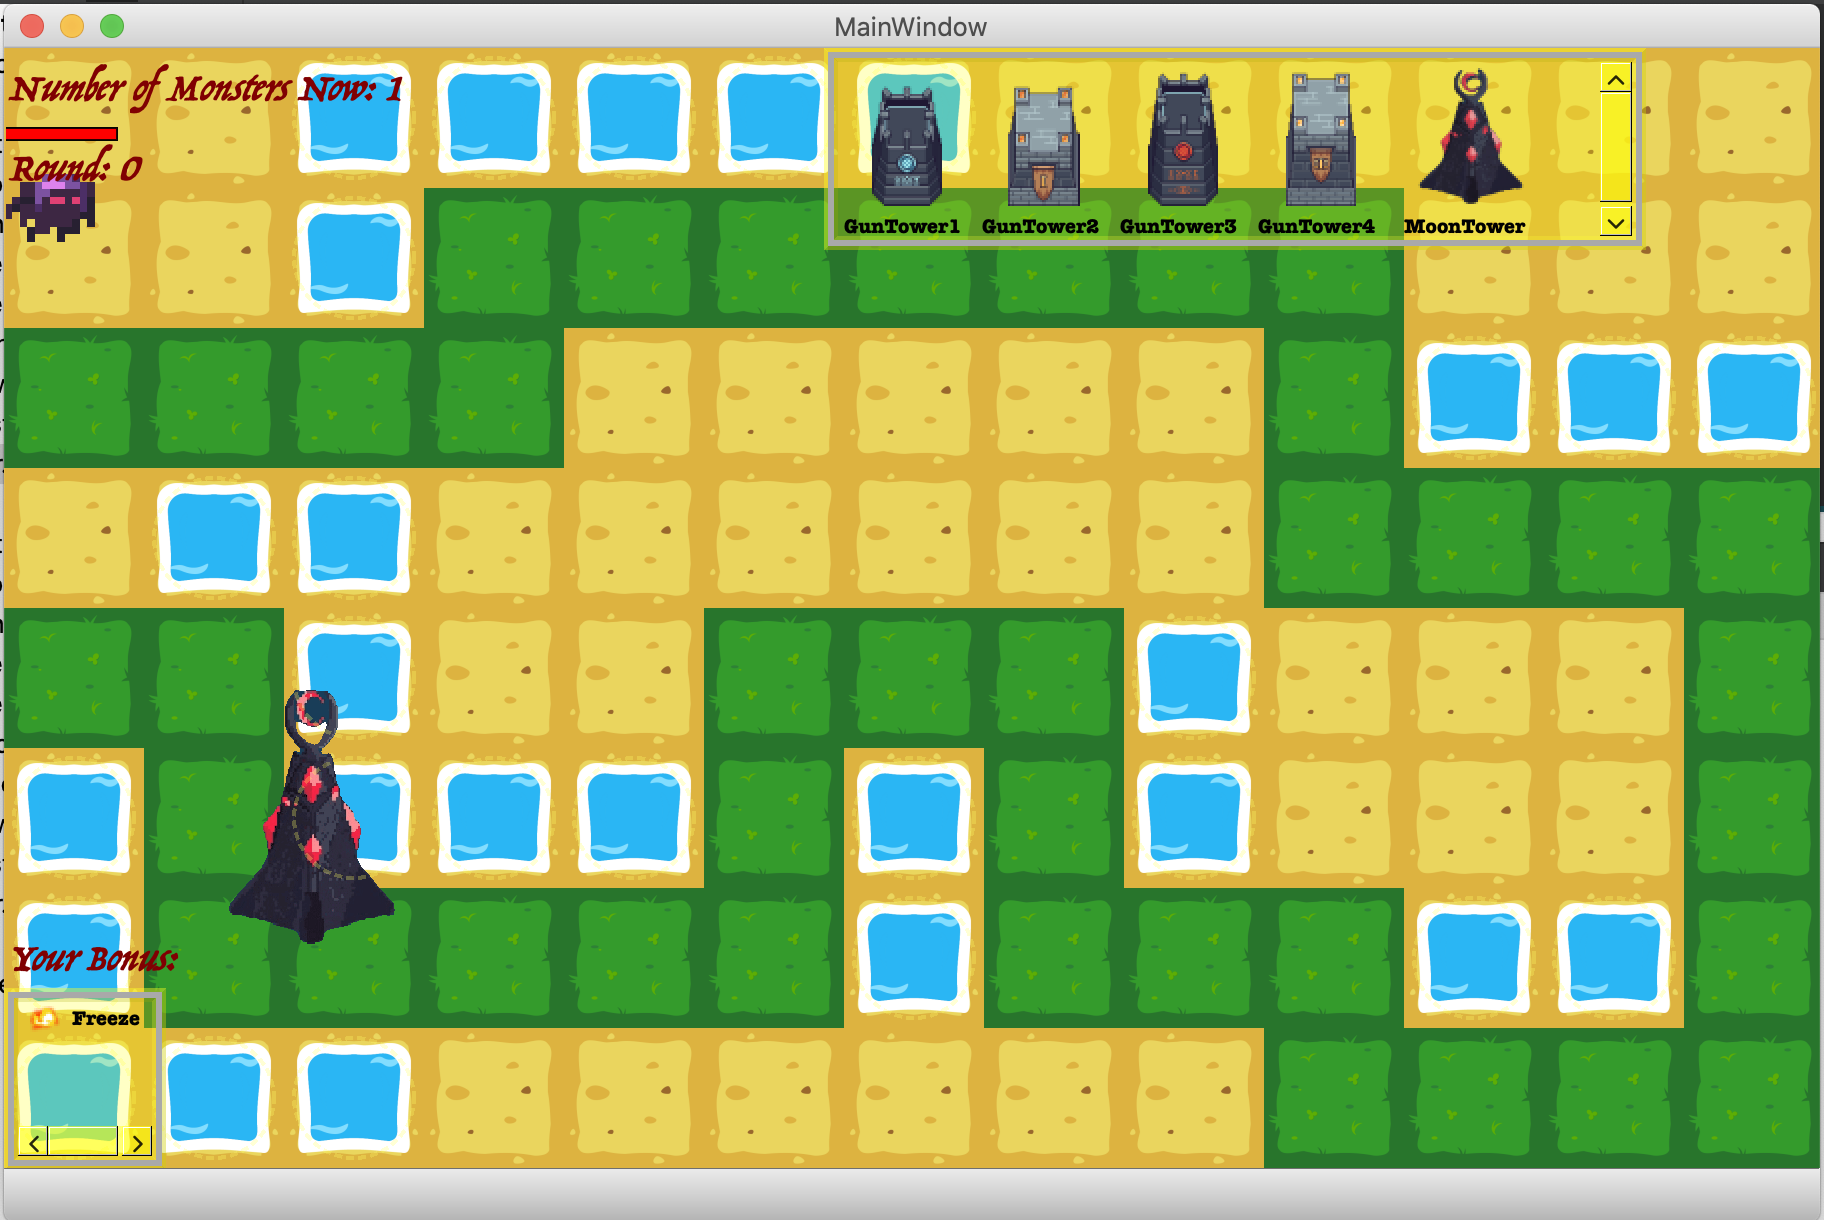 MainWindow
Number of Monsters Now: 1
Round: 0
GunTower1 GunTower2 GunTower3 GunTower4 MoonTower
Your Bonus:
Freeze